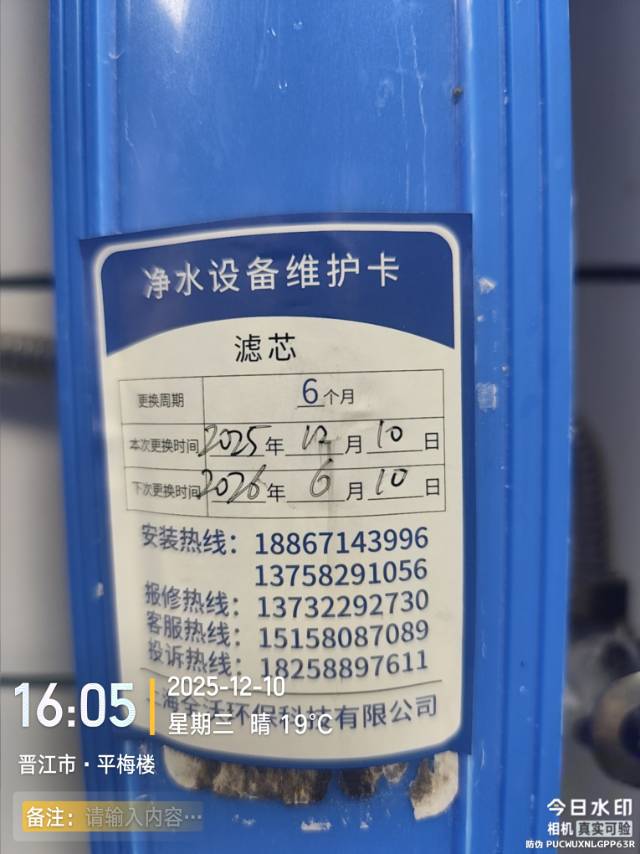 净水设备维护卡
滤芯
更换周期 6个月
本次更换时间 2025年 12月 10日
下次更换时间 2026年 6月 10日
安装热线：18867143996
13758291056
报修热线：13732292730
客服热线：15158087089
投诉热线：18258897611
环保科技有限公司
16:05
2025-12-10
星期三 晴 19℃
晋江市·平梅楼
备注：请输入内容…
今日水印
相机 真实可验
防伪 PUCWUXNLGPP63R